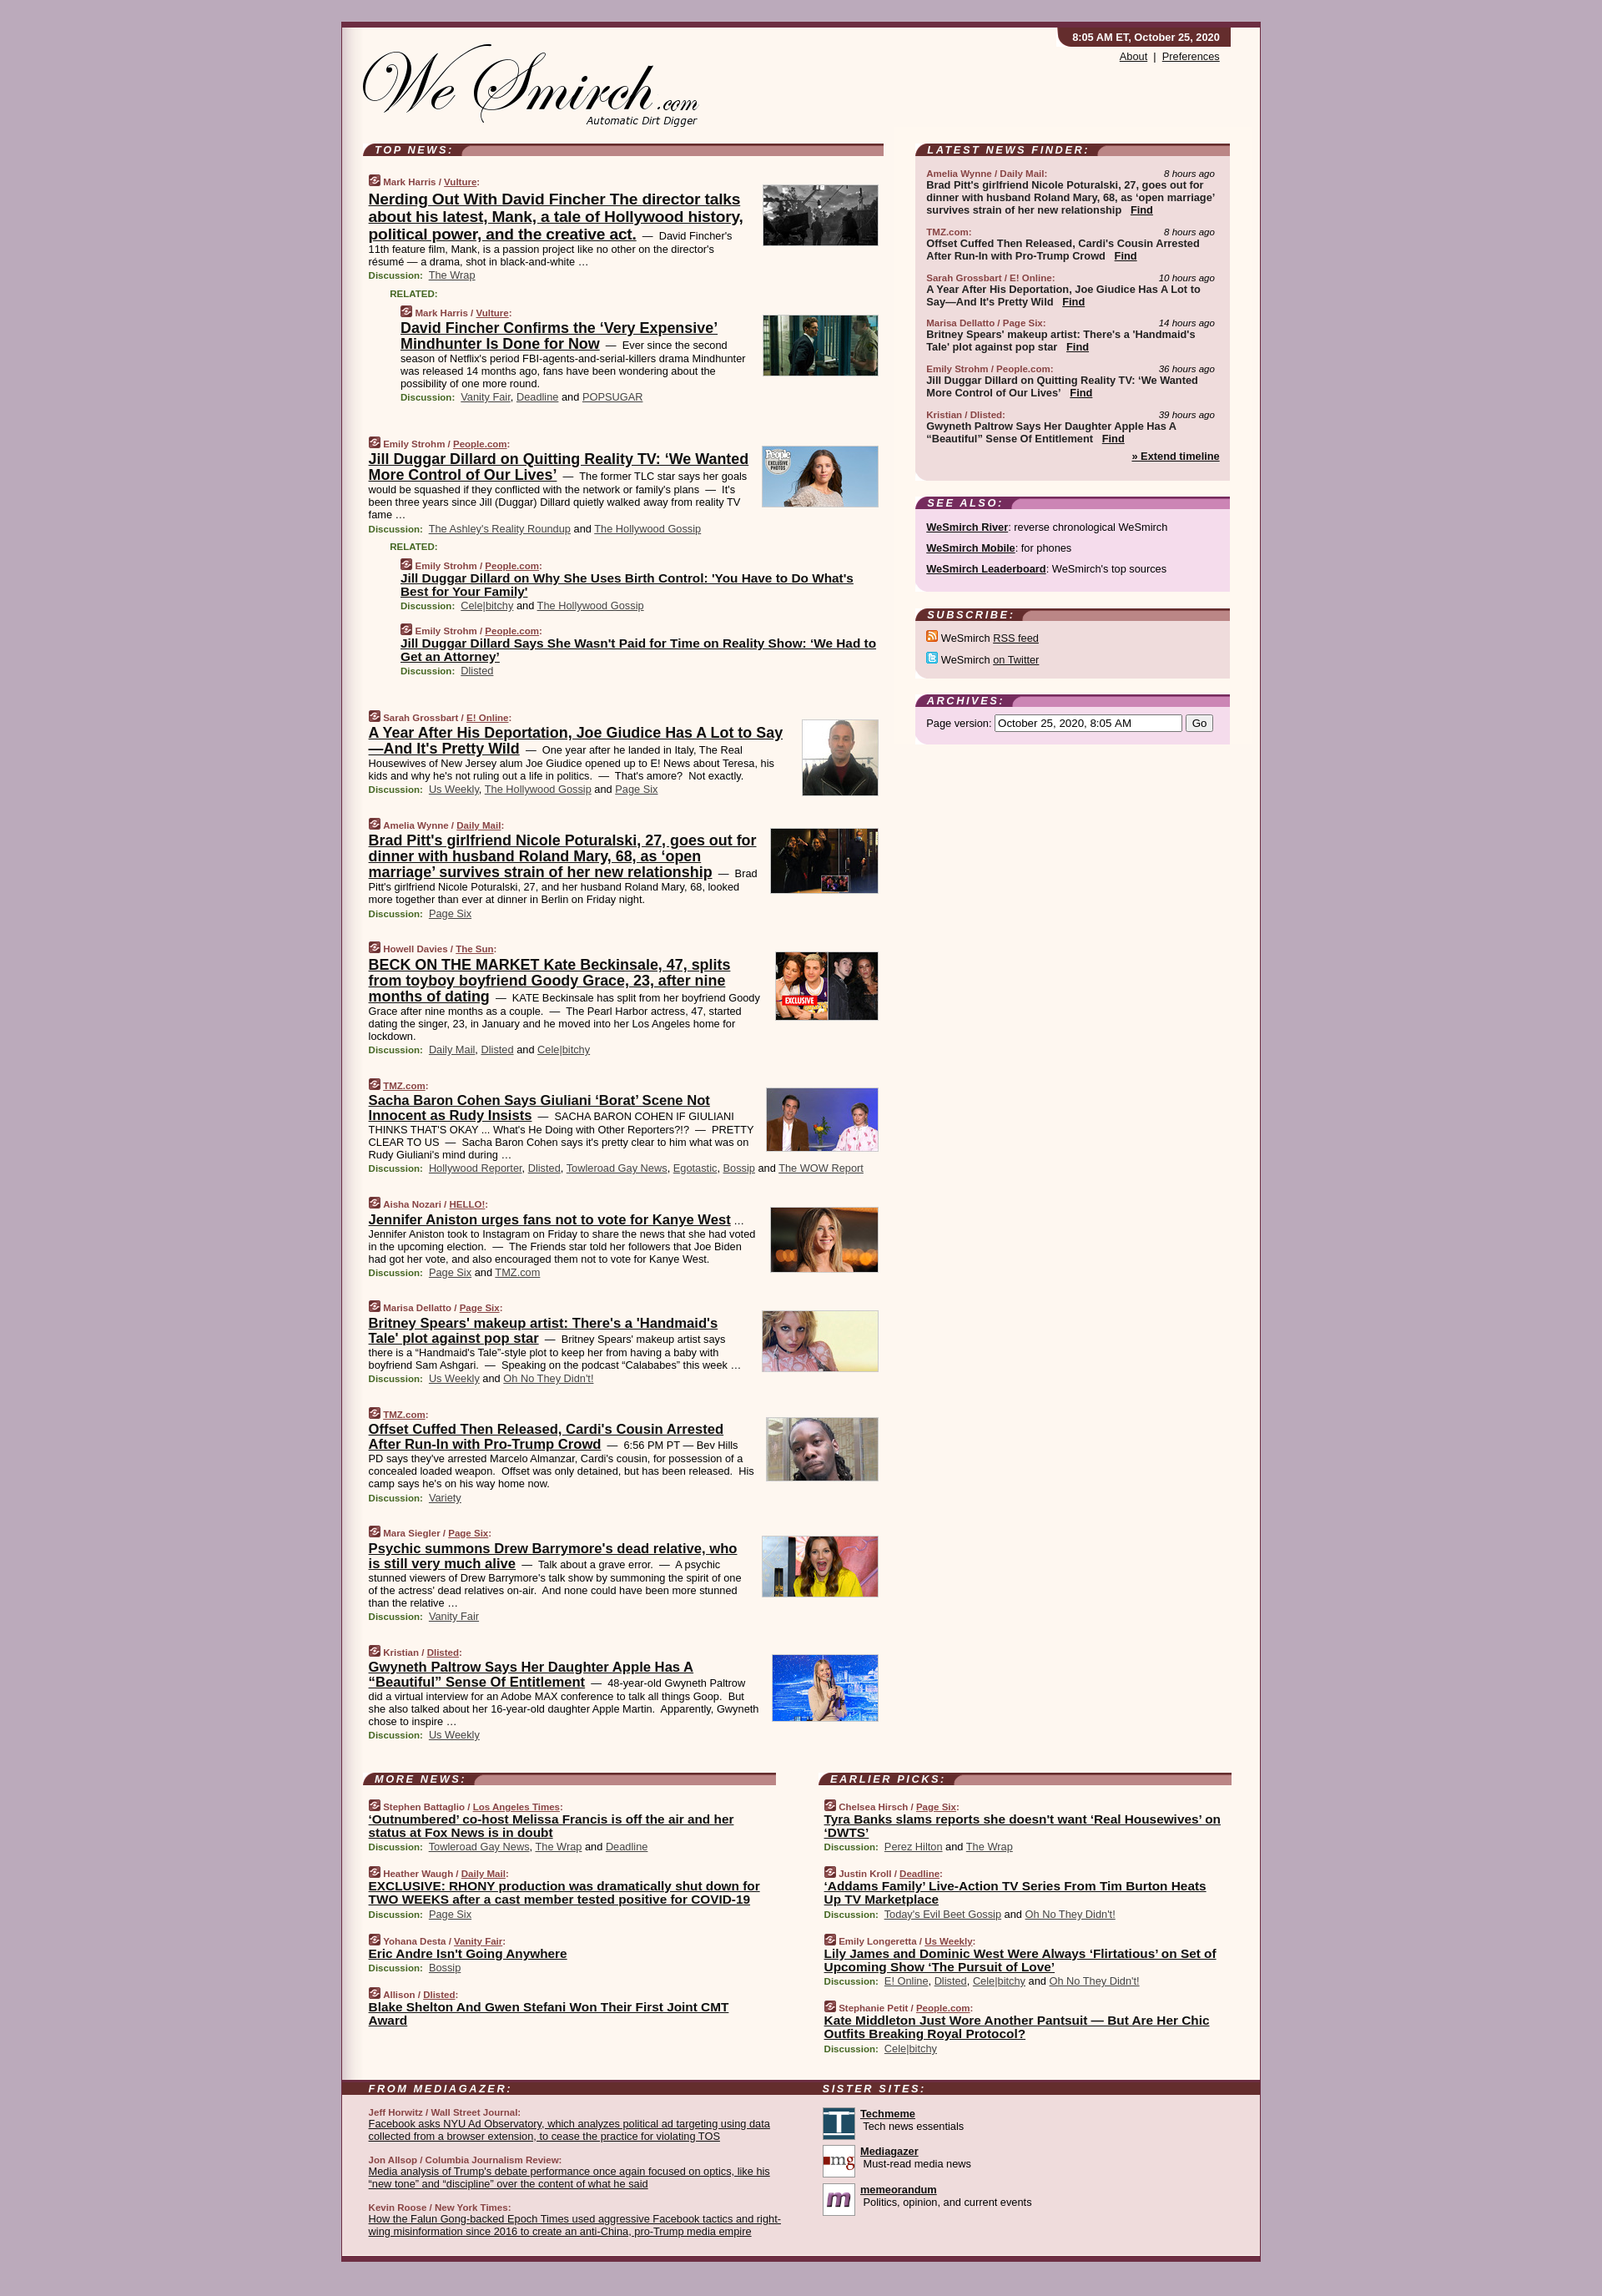 8:05 AM ET, October 25, 2020
About | Preferences
We Smirch.com
Automatic Dirt Digger
TOP NEWS:
Mark Harris / Vulture:
Nerding Out With David Fincher The director talks
about his latest, Mank, a tale of Hollywood history,
political power, and the creative act. — David Fincher's
11th feature film, Mank, is a passion project like no other on the director's
résumé — a drama, shot in black-and-white …
Discussion: The Wrap
RELATED:
Mark Harris / Vulture:
David Fincher Confirms the ‘Very Expensive’
Mindhunter Is Done for Now — Ever since the second
season of Netflix's period FBI-agents-and-serial-killers drama Mindhunter
was released 14 months ago, fans have been wondering about the
possibility of one more round.
Discussion: Vanity Fair, Deadline and POPSUGAR
Emily Strohm / People.com:
Jill Duggar Dillard on Quitting Reality TV: ‘We Wanted
More Control of Our Lives’ — The former TLC star says her goals
would be squashed if they conflicted with the network or family's plans — It's
been three years since Jill (Duggar) Dillard quietly walked away from reality TV
fame …
Discussion: The Ashley's Reality Roundup and The Hollywood Gossip
People
EXCLUSIVE
PHOTOS
RELATED:
Emily Strohm / People.com:
Jill Duggar Dillard on Why She Uses Birth Control: 'You Have to Do What's
Best for Your Family'
Discussion: Cele|bitchy and The Hollywood Gossip
Emily Strohm / People.com:
Jill Duggar Dillard Says She Wasn't Paid for Time on Reality Show: ‘We Had to
Get an Attorney’
Discussion: Dlisted
Sarah Grossbart / E! Online:
A Year After His Deportation, Joe Giudice Has A Lot to Say
—And It's Pretty Wild — One year after he landed in Italy, The Real
Housewives of New Jersey alum Joe Giudice opened up to E! News about Teresa, his
kids and why he's not ruling out a life in politics. — That's amore? Not exactly.
Discussion: Us Weekly, The Hollywood Gossip and Page Six
Amelia Wynne / Daily Mail:
Brad Pitt's girlfriend Nicole Poturalski, 27, goes out for
dinner with husband Roland Mary, 68, as ‘open
marriage’ survives strain of her new relationship — Brad
Pitt's girlfriend Nicole Poturalski, 27, and her husband Roland Mary, 68, looked
more together than ever at dinner in Berlin on Friday night.
Discussion: Page Six
Howell Davies / The Sun:
BECK ON THE MARKET Kate Beckinsale, 47, splits
from toyboy boyfriend Goody Grace, 23, after nine
months of dating — KATE Beckinsale has split from her boyfriend Goody
Grace after nine months as a couple. — The Pearl Harbor actress, 47, started
dating the singer, 23, in January and he moved into her Los Angeles home for
lockdown.
Discussion: Daily Mail, Dlisted and Cele|bitchy
EXCLUSIVE
TMZ.com:
Sacha Baron Cohen Says Giuliani ‘Borat’ Scene Not
Innocent as Rudy Insists — SACHA BARON COHEN IF GIULIANI
THINKS THAT'S OKAY ... What's He Doing with Other Reporters?!? — PRETTY
CLEAR TO US — Sacha Baron Cohen says it's pretty clear to him what was on
Rudy Giuliani's mind during …
Discussion: Hollywood Reporter, Dlisted, Towleroad Gay News, Egotastic, Bossip and The WOW Report
Aisha Nozari / HELLO!:
Jennifer Aniston urges fans not to vote for Kanye West ...
Jennifer Aniston took to Instagram on Friday to share the news that she had voted
in the upcoming election. — The Friends star told her followers that Joe Biden
had got her vote, and also encouraged them not to vote for Kanye West.
Discussion: Page Six and TMZ.com
Marisa Dellatto / Page Six:
Britney Spears' makeup artist: There's a 'Handmaid's
Tale' plot against pop star — Britney Spears' makeup artist says
there is a “Handmaid's Tale”-style plot to keep her from having a baby with
boyfriend Sam Ashgari. — Speaking on the podcast “Calababes” this week …
Discussion: Us Weekly and Oh No They Didn't!
TMZ.com:
Offset Cuffed Then Released, Cardi's Cousin Arrested
After Run-In with Pro-Trump Crowd — 6:56 PM PT — Bev Hills
PD says they've arrested Marcelo Almanzar, Cardi's cousin, for possession of a
concealed loaded weapon. Offset was only detained, but has been released. His
camp says he's on his way home now.
Discussion: Variety
Mara Siegler / Page Six:
Psychic summons Drew Barrymore's dead relative, who
is still very much alive — Talk about a grave error. — A psychic
stunned viewers of Drew Barrymore's talk show by summoning the spirit of one
of the actress' dead relatives on-air. And none could have been more stunned
than the relative …
Discussion: Vanity Fair
Kristian / Dlisted:
Gwyneth Paltrow Says Her Daughter Apple Has A
“Beautiful” Sense Of Entitlement — 48-year-old Gwyneth Paltrow
did a virtual interview for an Adobe MAX conference to talk all things Goop. But
she also talked about her 16-year-old daughter Apple Martin. Apparently, Gwyneth
chose to inspire …
Discussion: Us Weekly
LATEST NEWS FINDER:
Amelia Wynne / Daily Mail: 8 hours ago
Brad Pitt's girlfriend Nicole Poturalski, 27, goes out for
dinner with husband Roland Mary, 68, as ‘open marriage’
survives strain of her new relationship Find
TMZ.com: 8 hours ago
Offset Cuffed Then Released, Cardi's Cousin Arrested
After Run-In with Pro-Trump Crowd Find
Sarah Grossbart / E! Online: 10 hours ago
A Year After His Deportation, Joe Giudice Has A Lot to
Say—And It's Pretty Wild Find
Marisa Dellatto / Page Six: 14 hours ago
Britney Spears' makeup artist: There's a 'Handmaid's
Tale' plot against pop star Find
Emily Strohm / People.com: 36 hours ago
Jill Duggar Dillard on Quitting Reality TV: ‘We Wanted
More Control of Our Lives’ Find
Kristian / Dlisted: 39 hours ago
Gwyneth Paltrow Says Her Daughter Apple Has A
“Beautiful” Sense Of Entitlement Find
» Extend timeline
SEE ALSO:
WeSmirch River: reverse chronological WeSmirch
WeSmirch Mobile: for phones
WeSmirch Leaderboard: WeSmirch's top sources
SUBSCRIBE:
WeSmirch RSS feed
WeSmirch on Twitter
ARCHIVES:
Page version: October 25, 2020, 8:05 AM Go
MORE NEWS:
Stephen Battaglio / Los Angeles Times:
‘Outnumbered’ co-host Melissa Francis is off the air and her
status at Fox News is in doubt
Discussion: Towleroad Gay News, The Wrap and Deadline
Heather Waugh / Daily Mail:
EXCLUSIVE: RHONY production was dramatically shut down for
TWO WEEKS after a cast member tested positive for COVID-19
Discussion: Page Six
Yohana Desta / Vanity Fair:
Eric Andre Isn't Going Anywhere
Discussion: Bossip
Allison / Dlisted:
Blake Shelton And Gwen Stefani Won Their First Joint CMT
Award
EARLIER PICKS:
Chelsea Hirsch / Page Six:
Tyra Banks slams reports she doesn't want ‘Real Housewives’ on
‘DWTS’
Discussion: Perez Hilton and The Wrap
Justin Kroll / Deadline:
‘Addams Family’ Live-Action TV Series From Tim Burton Heats
Up TV Marketplace
Discussion: Today's Evil Beet Gossip and Oh No They Didn't!
Emily Longeretta / Us Weekly:
Lily James and Dominic West Were Always ‘Flirtatious’ on Set of
Upcoming Show ‘The Pursuit of Love’
Discussion: E! Online, Dlisted, Cele|bitchy and Oh No They Didn't!
Stephanie Petit / People.com:
Kate Middleton Just Wore Another Pantsuit — But Are Her Chic
Outfits Breaking Royal Protocol?
Discussion: Cele|bitchy
FROM MEDIAGAZER:
Jeff Horwitz / Wall Street Journal:
Facebook asks NYU Ad Observatory, which analyzes political ad targeting using data
collected from a browser extension, to cease the practice for violating TOS
Jon Allsop / Columbia Journalism Review:
Media analysis of Trump's debate performance once again focused on optics, like his
“new tone” and “discipline” over the content of what he said
Kevin Roose / New York Times:
How the Falun Gong-backed Epoch Times used aggressive Facebook tactics and right-
wing misinformation since 2016 to create an anti-China, pro-Trump media empire
SISTER SITES:
T
Techmeme
Tech news essentials
mg
Mediagazer
Must-read media news
m
memeorandum
Politics, opinion, and current events